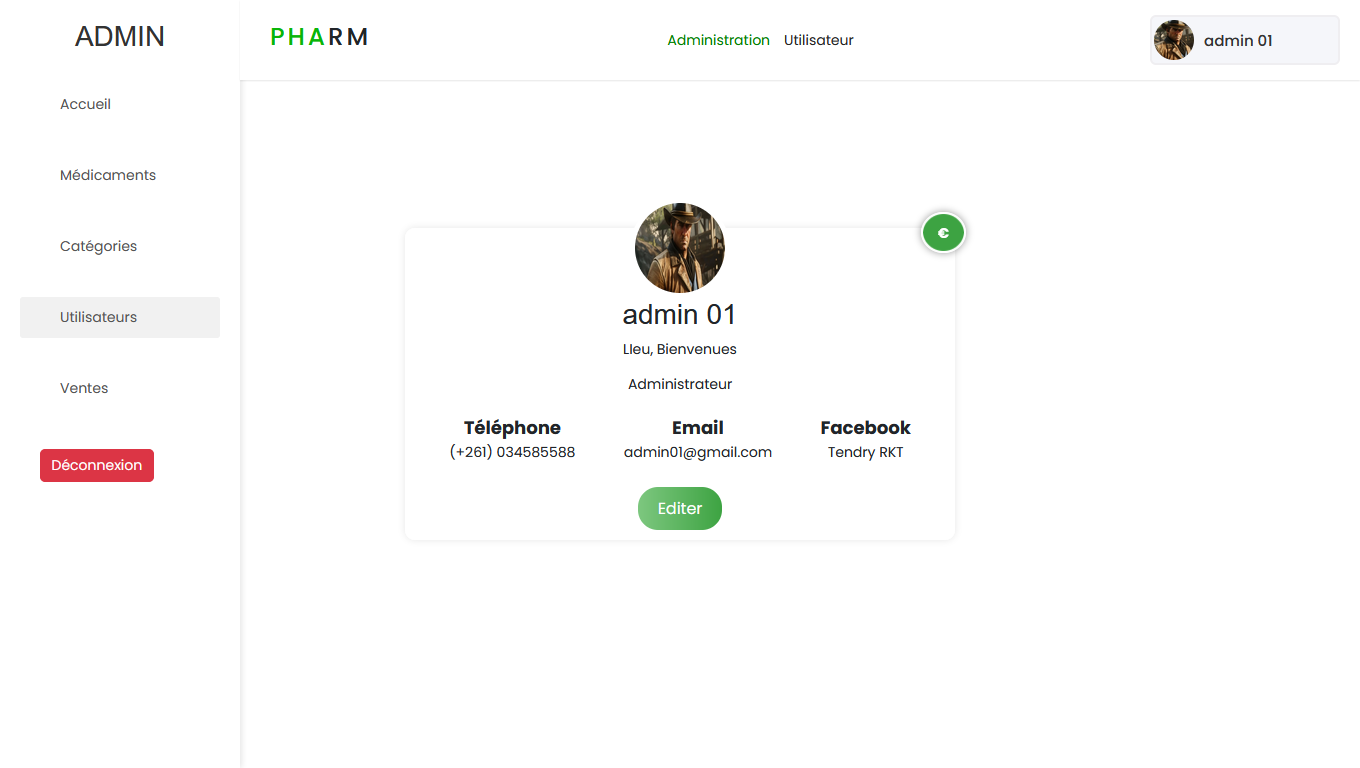 ADMIN
Accueil
Médicaments
Catégories
Utilisateurs
Ventes
Déconnexion
PHARM
Administration Utilisateur
admin 01
admin 01
LIeu, Bienvenues
Administrateur
Téléphone Email Facebook
(+261) 034585588 admin01@gmail.com Tendry RKT
Editer